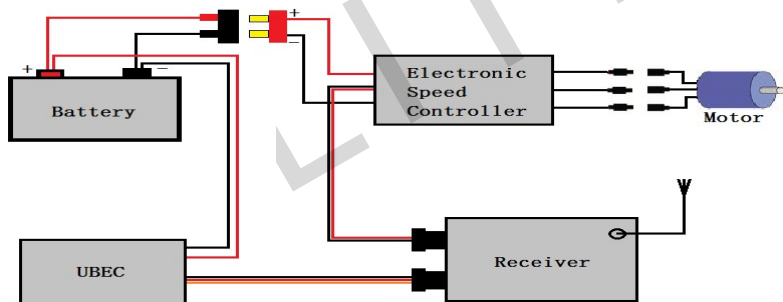 +
-
+
-
Battery
Electronic
Speed
Controller
Motor
UBEC
Receiver